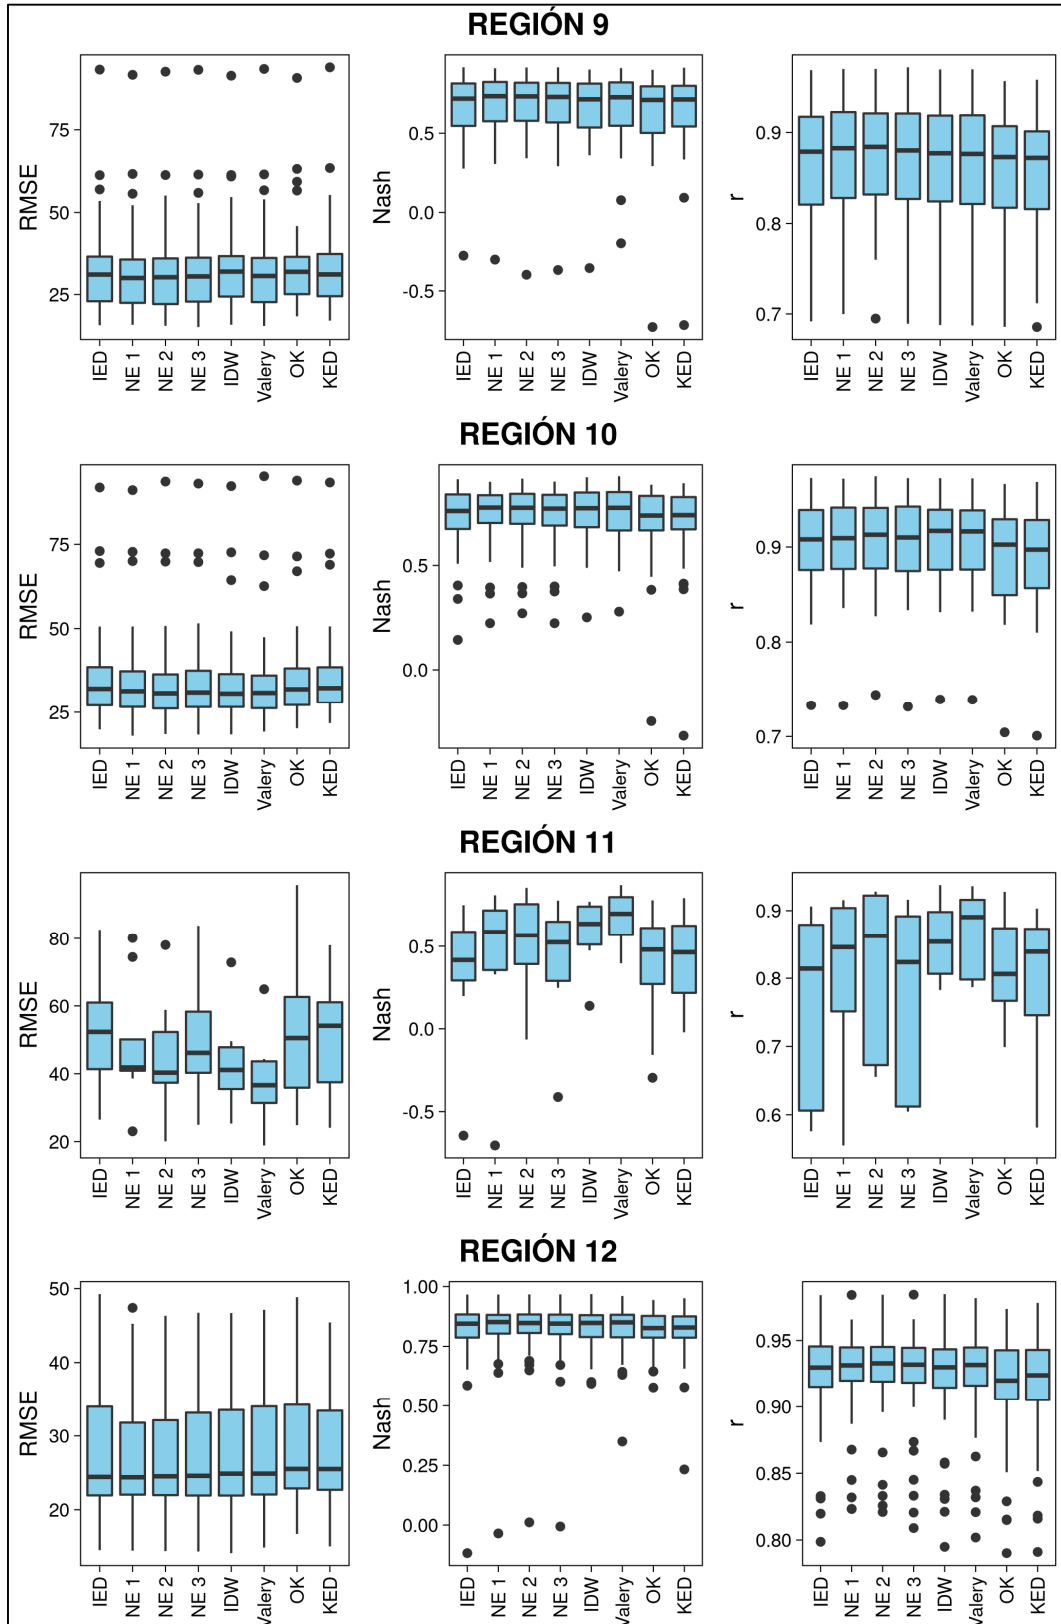 REGIÓN 9
RMSE
75
50
25
IED
NE 1
NE 2
NE 3
IDW
Valery
OK
KED
Nash
0.5
0.0
-0.5
IED
NE 1
NE 2
NE 3
IDW
Valery
OK
KED
r
0.9
0.8
0.7
IED
NE 1
NE 2
NE 3
IDW
Valery
OK
KED
REGIÓN 10
RMSE
75
50
25
IED
NE 1
NE 2
NE 3
IDW
Valery
OK
KED
Nash
0.5
0.0
IED
NE 1
NE 2
NE 3
IDW
Valery
OK
KED
r
0.9
0.8
0.7
IED
NE 1
NE 2
NE 3
IDW
Valery
OK
KED
REGIÓN 11
RMSE
80
60
40
20
IED
NE 1
NE 2
NE 3
IDW
Valery
OK
KED
Nash
0.5
0.0
-0.5
IED
NE 1
NE 2
NE 3
IDW
Valery
OK
KED
r
0.9
0.8
0.7
0.6
IED
NE 1
NE 2
NE 3
IDW
Valery
OK
KED
REGIÓN 12
RMSE
50
40
30
20
IED
NE 1
NE 2
NE 3
IDW
Valery
OK
KED
Nash
1.00
0.75
0.50
0.25
0.00
IED
NE 1
NE 2
NE 3
IDW
Valery
OK
KED
r
0.95
0.90
0.85
0.80
IED
NE 1
NE 2
NE 3
IDW
Valery
OK
KED